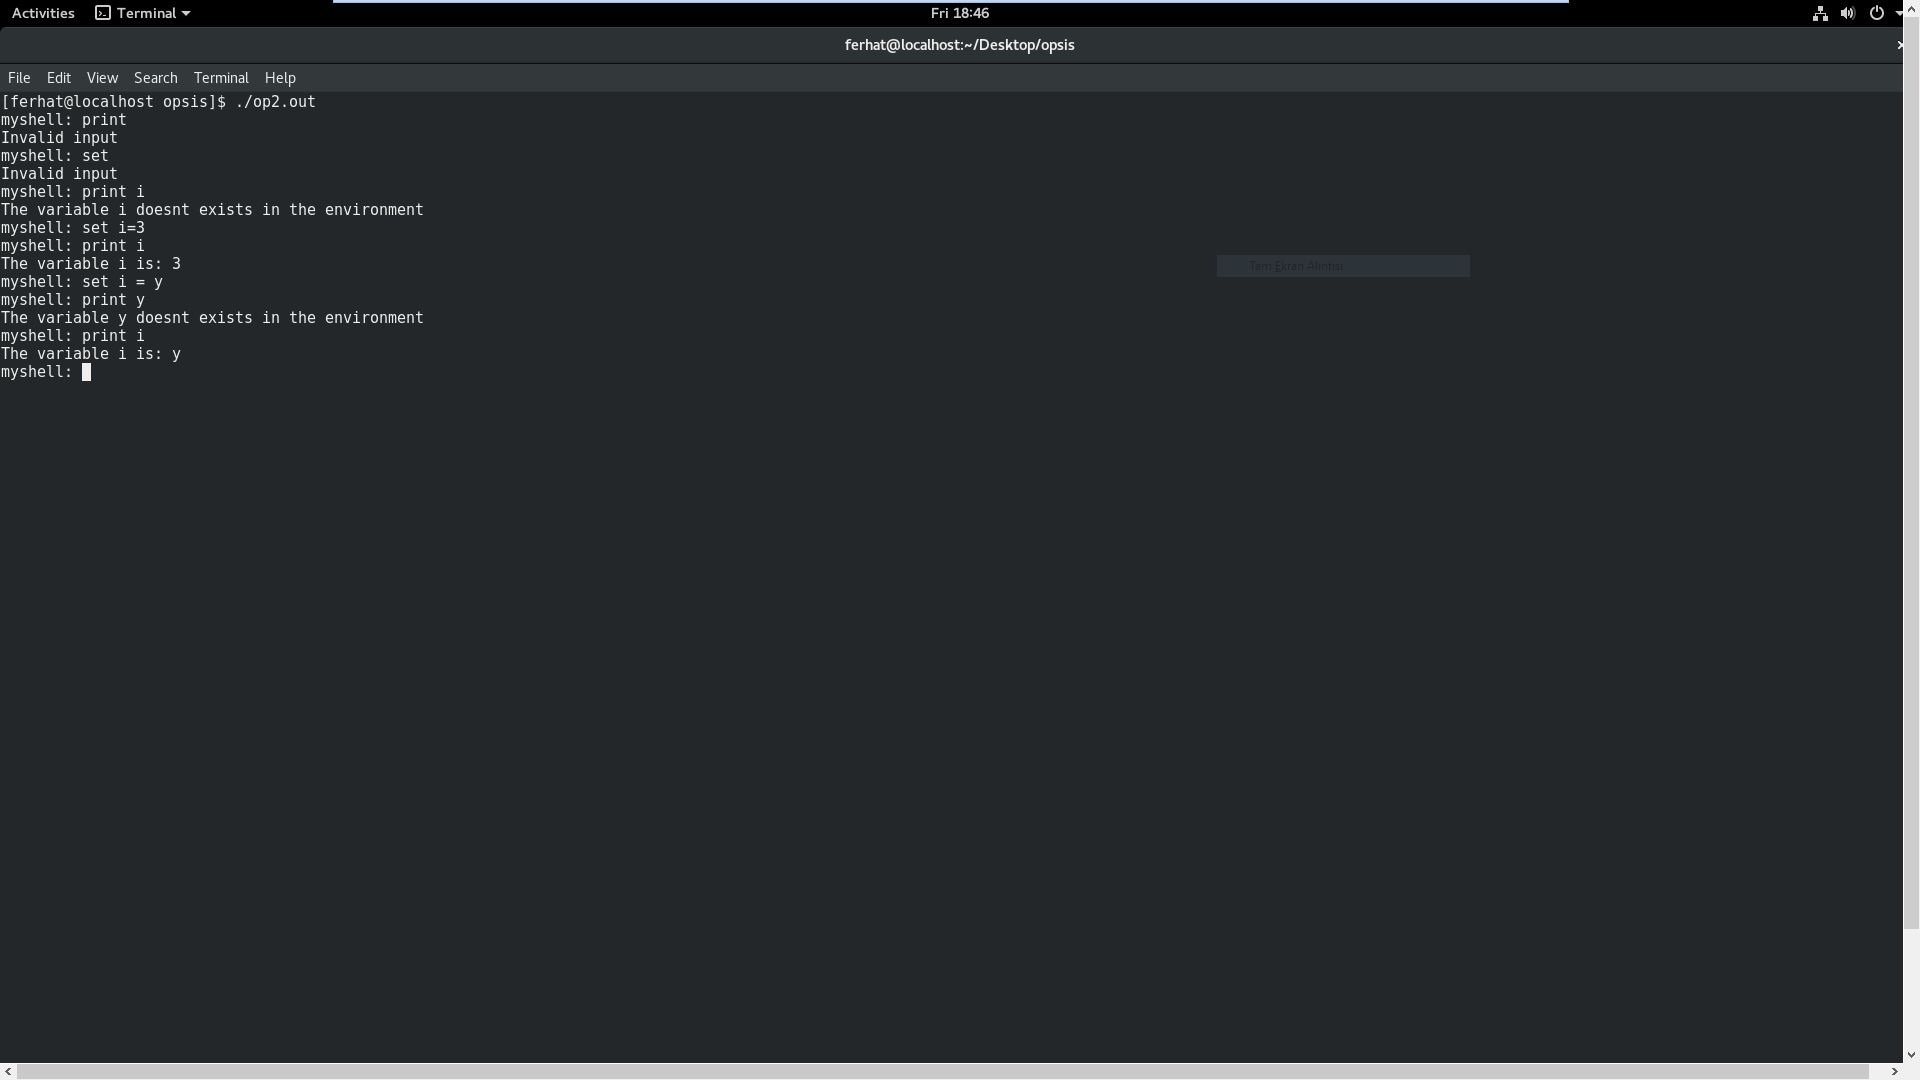 Activities Terminal Fri 18:46
ferhat@localhost:~/Desktop/opsis
File Edit View Search Terminal Help
[ferhat@localhost opsis]$ ./op2.out
myshell: print
Invalid input
myshell: set
Invalid input
myshell: print i
The variable i doesnt exists in the environment
myshell: set i=3
myshell: print i
The variable i is: 3
Tam Ekran Alıntısı
myshell: set i = y
myshell: print y
The variable y doesnt exists in the environment
myshell: print i
The variable i is: y
myshell: